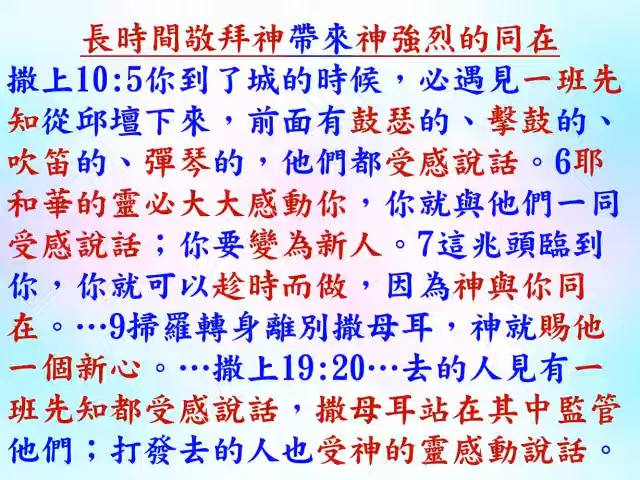 長時間敬拜神帶來神強烈的同在
撒上10:5你到了城的時候，必遇見一班先
知從邱壇下來，前面有鼓瑟的、擊鼓的、
吹笛的、彈琴的，他們都受感說話。6耶
和華的靈必大大感動你，你就與他們一同
受感說話；你要變為新人。7這兆頭臨到
你，你就可以趁時而做，因為神與你同
在。…9掃羅轉身離別撒母耳，神就賜他
一個新心。…撒上19:20…去的人見有一
班先知都受感說話，撒母耳站在其中監管
他們；打發去的人也受神的靈感動說話。